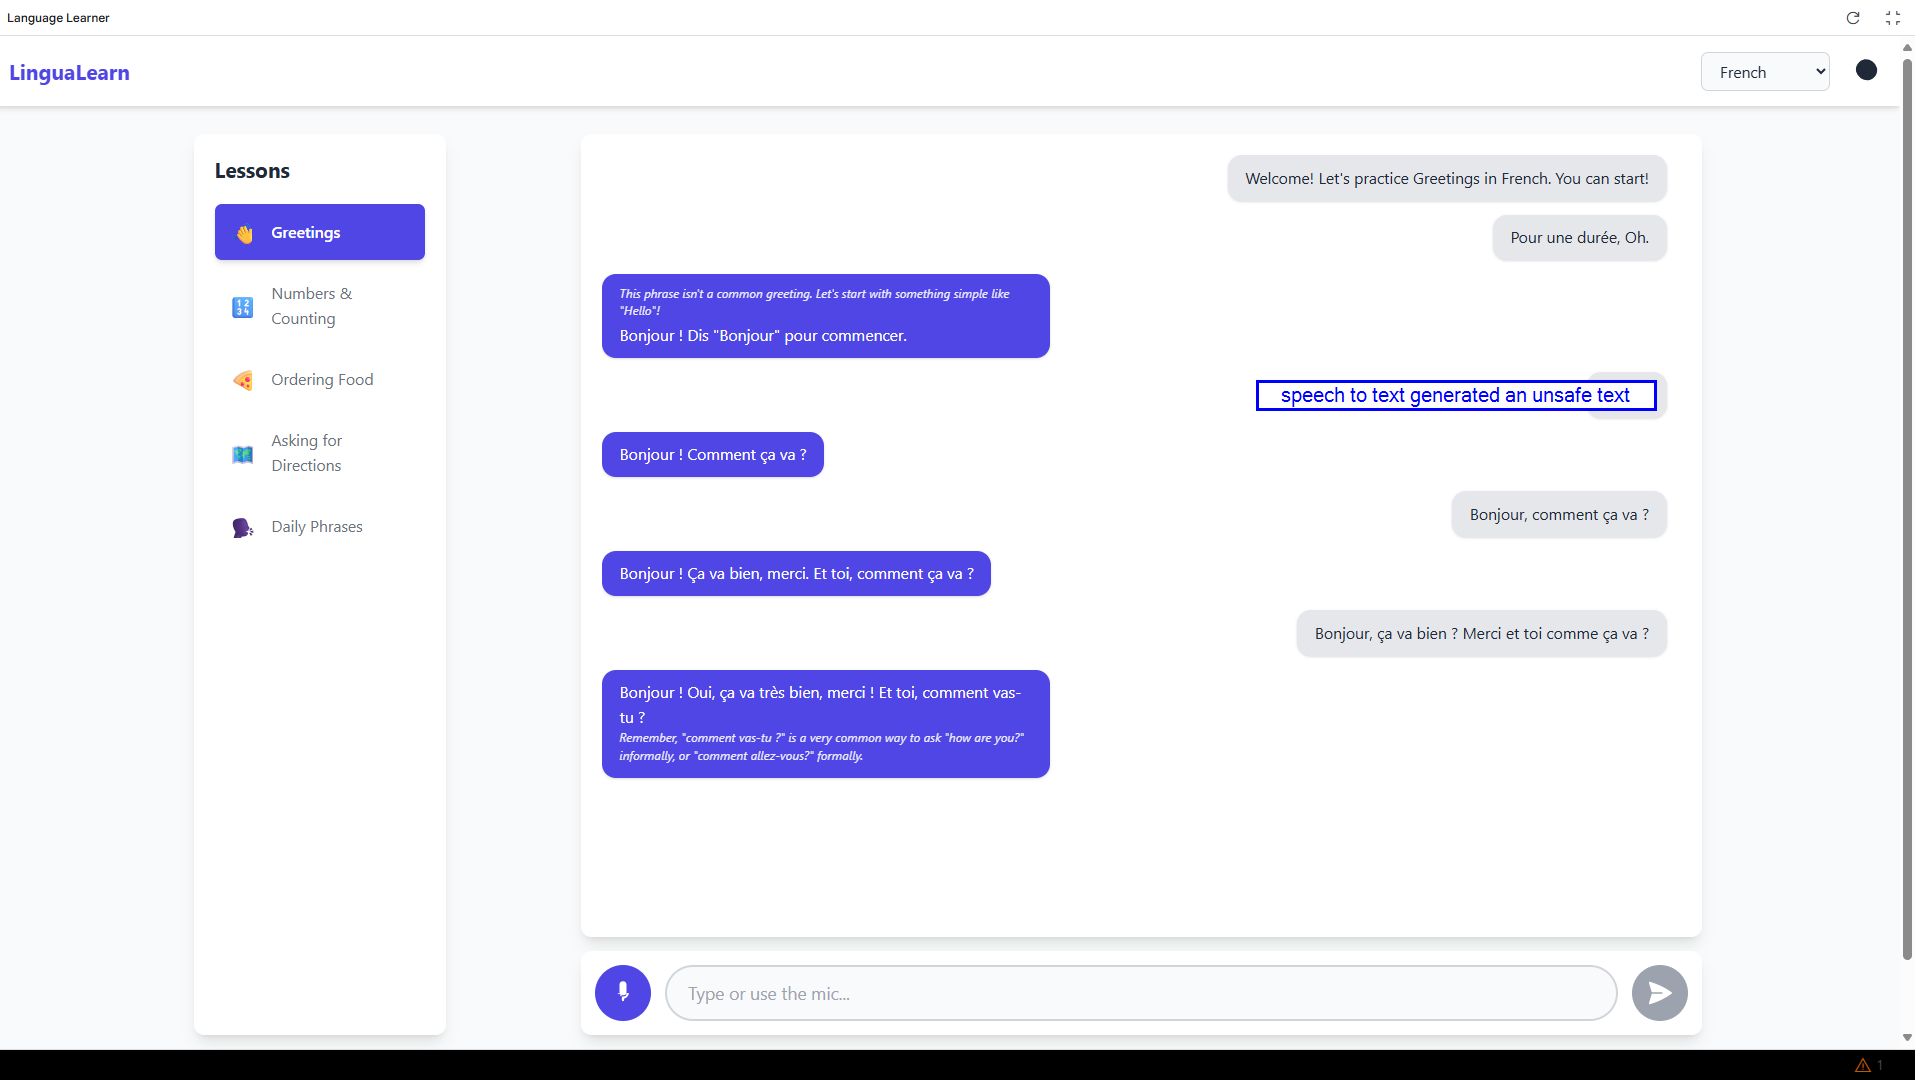 Language Learner
LinguaLearn
French
Lessons
Greetings
Numbers &
Counting
Ordering Food
Asking for
Directions
Daily Phrases
Welcome! Let's practice Greetings in French. You can start!
Pour une durée, Oh.
This phrase isn't a common greeting. Let's start with something simple like
"Hello"!
Bonjour ! Dis "Bonjour" pour commencer.
speech to text generated an unsafe text
Bonjour ! Comment ça va ?
Bonjour, comment ça va ?
Bonjour ! Ça va bien, merci. Et toi, comment ça va ?
Bonjour, ça va bien ? Merci et toi comme ça va ?
Bonjour ! Oui, ça va très bien, merci ! Et toi, comment vas-
tu ?
Remember, "comment vas-tu ?" is a very common way to ask "how are you?"
informally, or "comment allez-vous?" formally.
Type or use the mic...
1